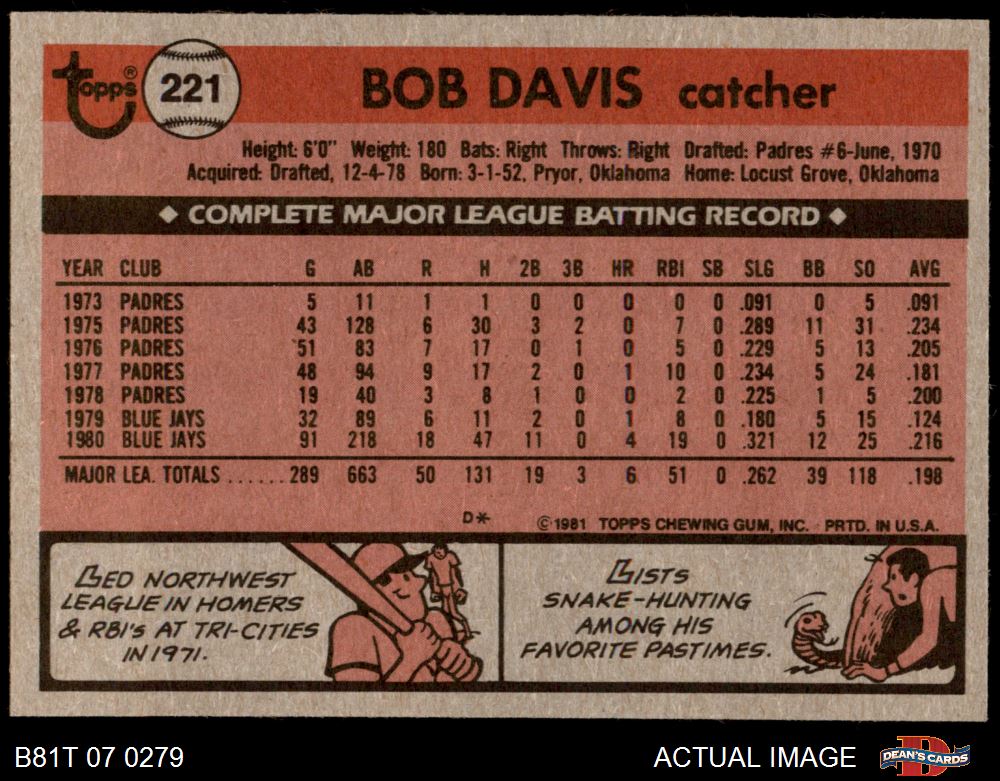 topps® 221 BOB DAVIS catcher
Height: 6'0" Weight: 180 Bats: Right Throws: Right Drafted: Padres #6-June, 1970
Acquired: Drafted, 12-4-78 Born: 3-1-52, Pryor, Oklahoma Home: Locust Grove, Oklahoma
◆ COMPLETE MAJOR LEAGUE BATTING RECORD ◆
YEAR CLUB G AB R H 2B 3B HR RBI SB SLG BB SO AVG
1973 PADRES 5 11 1 1 0 0 0 0 0 .091 0 5 .091
1975 PADRES 43 128 6 30 3 2 0 7 0 .289 11 31 .234
1976 PADRES 51 83 7 17 0 1 0 5 0 .229 5 13 .205
1977 PADRES 48 94 9 17 2 0 1 10 0 .234 5 24 .181
1978 PADRES 19 40 3 8 1 0 0 2 0 .225 1 5 .200
1979 BLUE JAYS 32 89 6 11 2 0 1 8 0 .180 5 15 .124
1980 BLUE JAYS 91 218 18 47 11 0 4 19 0 .321 12 25 .216
MAJOR LEA. TOTALS ...... 289 663 50 131 19 3 6 51 0 .262 39 118 .198
D* ©1981 TOPPS CHEWING GUM, INC. PRTD. IN U.S.A.
LED NORTHWEST
LEAGUE IN HOMERS
& RBI's AT TRI-CITIES
IN 1971.
LISTS
SNAKE-HUNTING
AMONG HIS
FAVORITE PASTIMES.
B81T 07 0279 ACTUAL IMAGE DEAN'S CARDS